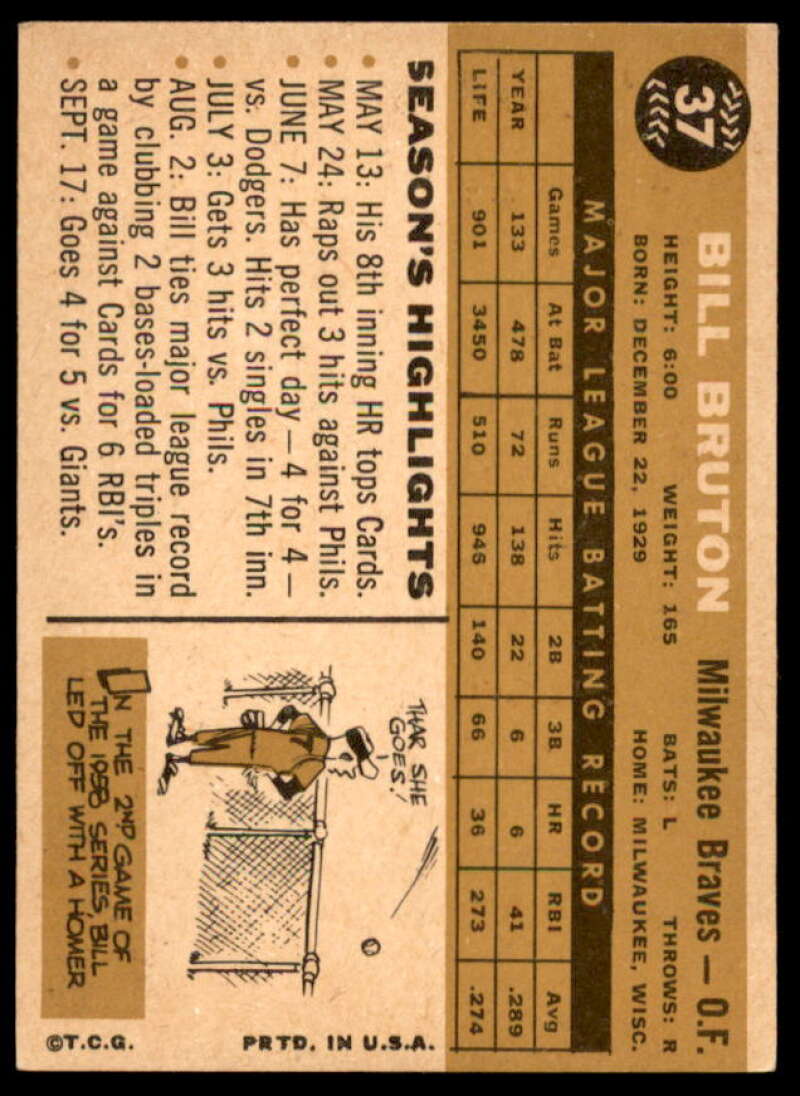 37
BILL BRUTON Milwaukee Braves — O.F.
HEIGHT: 6:00 WEIGHT: 165 BATS: L THROWS: R
BORN: DECEMBER 22, 1929 HOME: MILWAUKEE, WISC.
MAJOR LEAGUE BATTING RECORD
Games At Bat Runs Hits 2B 3B HR RBI Avg
YEAR 133 478 72 138 22 6 6 41 .289
LIFE 901 3450 510 946 140 66 36 273 .274
SEASON'S HIGHLIGHTS
• MAY 13: His 8th inning HR tops Cards.
• MAY 24: Raps out 3 hits against Phils.
• JUNE 7: Has perfect day — 4 for 4 —
vs. Dodgers. Hits 2 singles in 7th inn.
• JULY 3: Gets 3 hits vs. Phils.
• AUG. 2: Bill ties major league record
by clubbing 2 bases-loaded triples in
a game against Cards for 6 RBI's.
• SEPT. 17: Goes 4 for 5 vs. Giants.
THAR SHE
GOES!
IN THE 2ND GAME OF
THE 1958 SERIES, BILL
LED OFF WITH A HOMER
©T.C.G. PRTD. IN U.S.A.